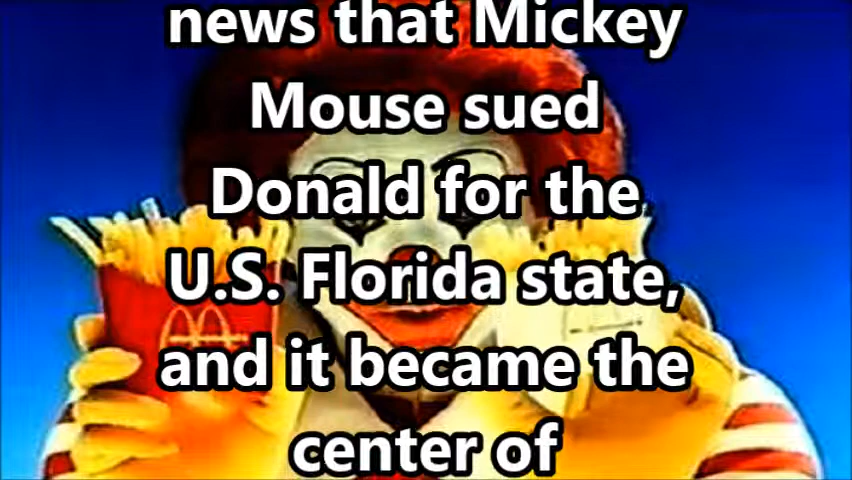 news that Mickey
Mouse sued
Donald for the
U.S. Florida state,
and it became the
center of